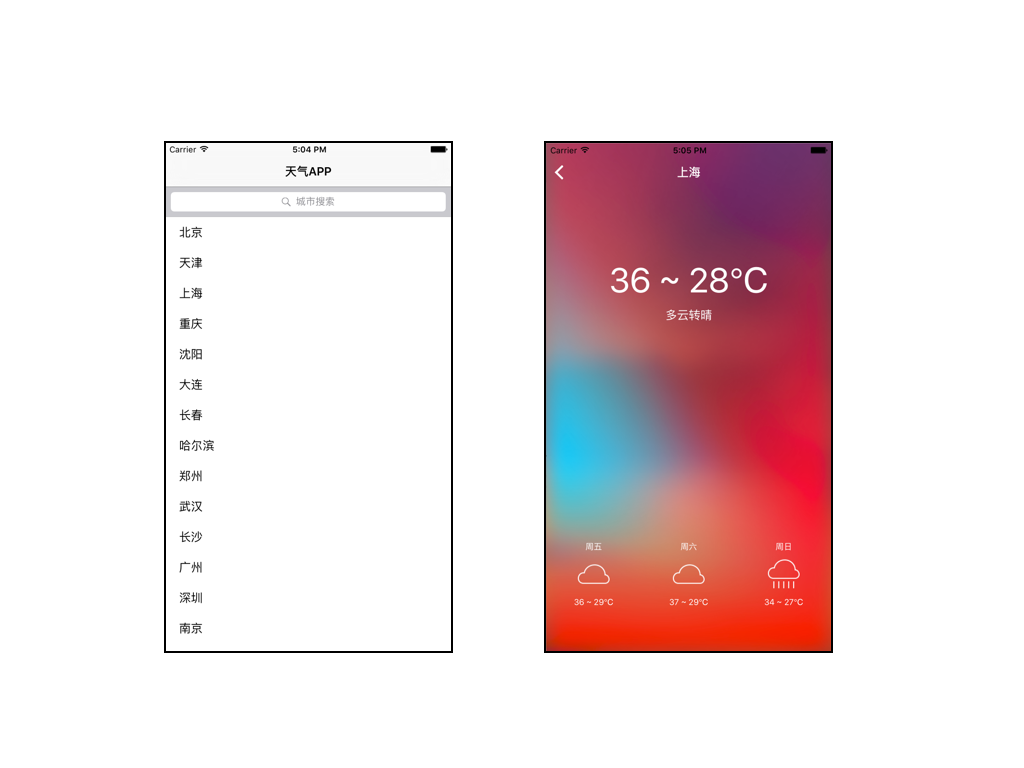 Carrier 5:04 PM
天气APP
城市搜索
北京
天津
上海
重庆
沈阳
大连
长春
哈尔滨
郑州
武汉
长沙
广州
深圳
南京
Carrier 5:05 PM
上海
36 ~ 28°C
多云转晴
周五 周六 周日
36 ~ 29°C 37 ~ 29°C 34 ~ 27°C